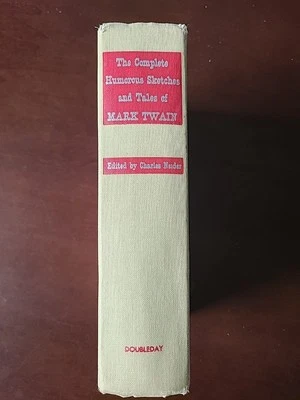 The Complete
Humorous Sketches
and Tales of
MARK TWAIN
Edited by Charles Neider
DOUBLEDAY